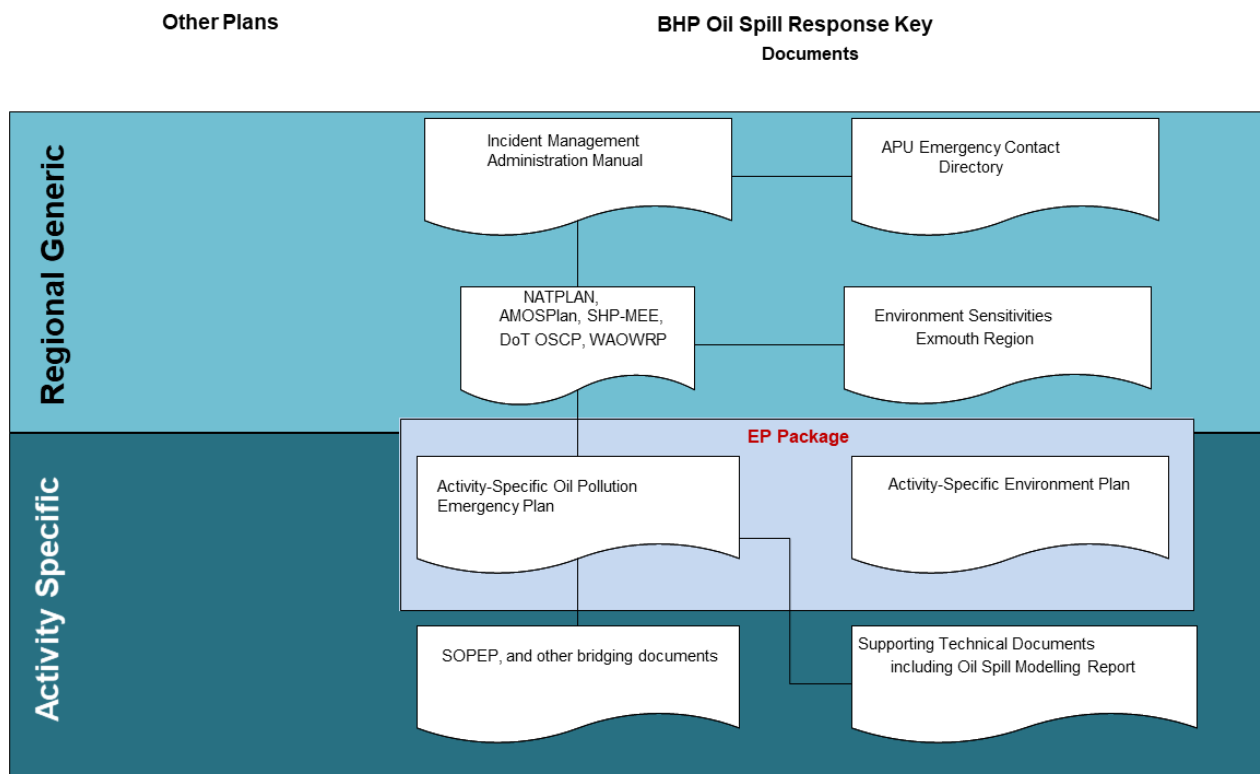 Other Plans
BHP Oil Spill Response Key
Documents
Regional Generic
Incident Management
Administration Manual
APU Emergency Contact
Directory
NATPLAN,
AMOSPlan, SHP-MEE,
DoT OSCP, WAOWRP
Environment Sensitivities
Exmouth Region
EP Package
Activity Specific
Activity-Specific Oil Pollution
Emergency Plan
Activity-Specific Environment Plan
SOPEP, and other bridging documents
Supporting Technical Documents
including Oil Spill Modelling Report